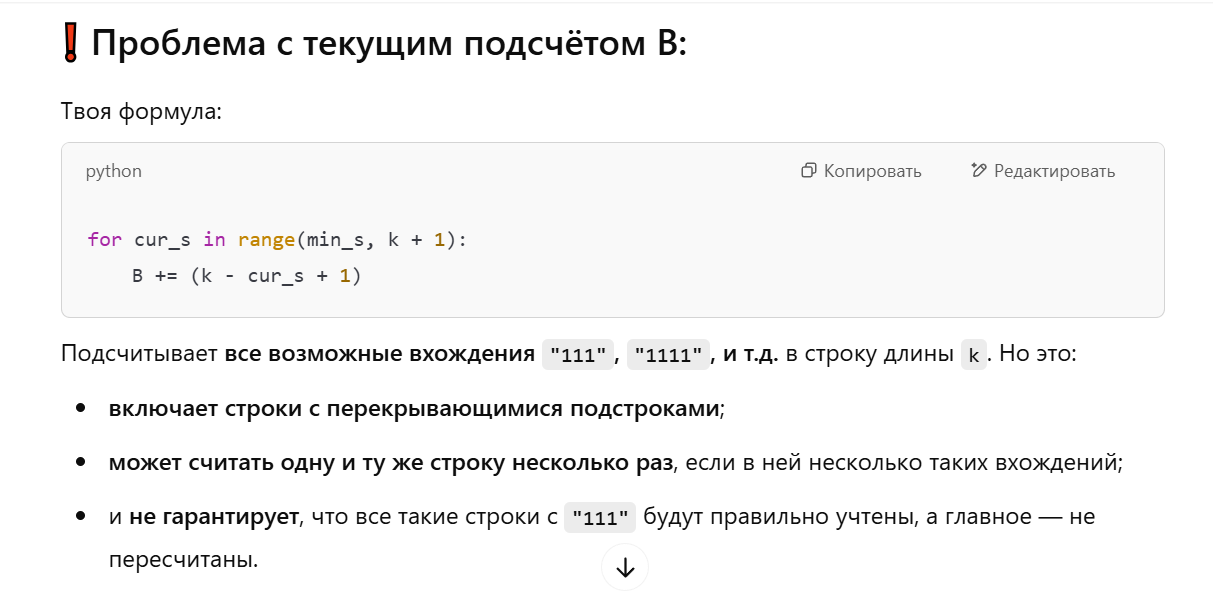 ❗Проблема с текущим подсчётом B:
Твоя формула:
python Копировать Редактировать
for cur_s in range(min_s, k + 1):
    B += (k - cur_s + 1)
Подсчитывает все возможные вхождения "111", "1111", и т.д. в строку длины k. Но это:
• включает строки с перекрывающимися подстроками;
• может считать одну и ту же строку несколько раз, если в ней несколько таких вхождений;
• и не гарантирует, что все такие строки с "111" будут правильно учтены, а главное — не
пересчитаны.